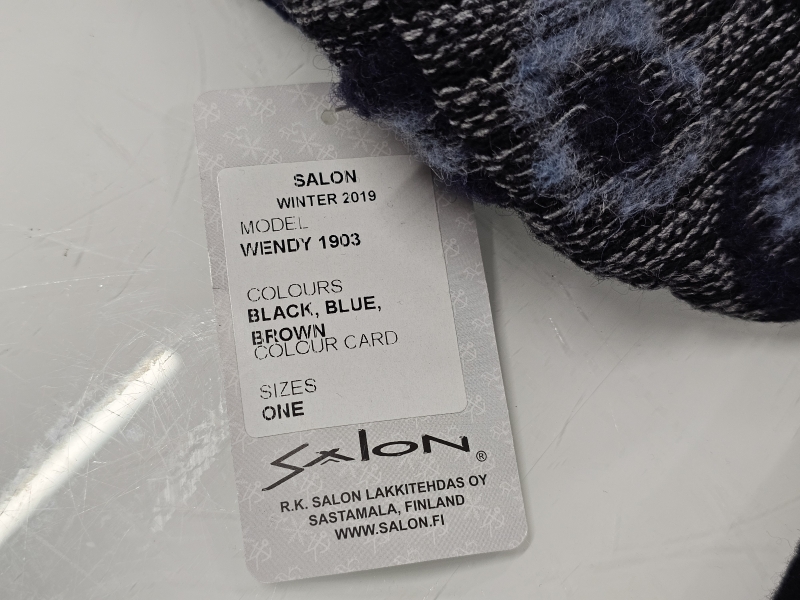 SALON
WINTER 2019
MODEL
WENDY 1903
COLOURS
BLACK, BLUE,
BROWN
COLOUR CARD
SIZES
ONE
Salon®
R.K. SALON LAKKITEHDAS OY
SASTAMALA, FINLAND
WWW.SALON.FI